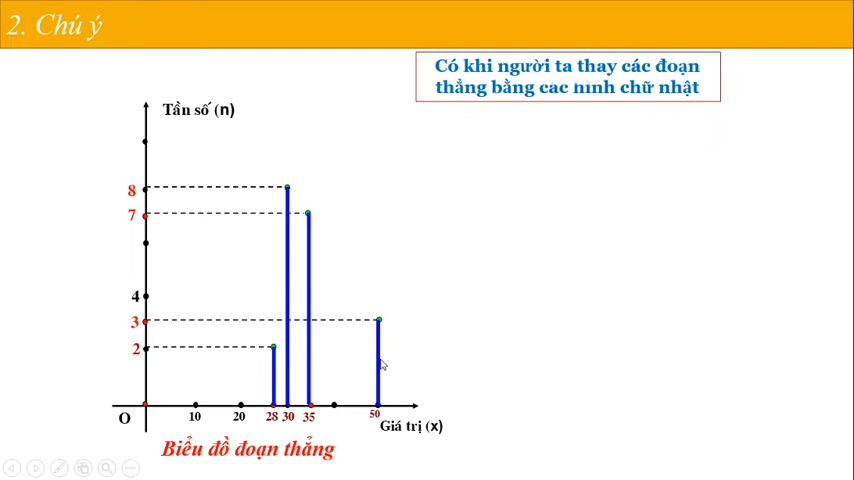 2. Chú ý
Có khi người ta thay các đoạn
thẳng bằng các hình chữ nhật
Tần số (n)
8
7
4
3
2
O
10
20
28
30
35
50
Giá trị (x)
Biểu đồ đoạn thẳng